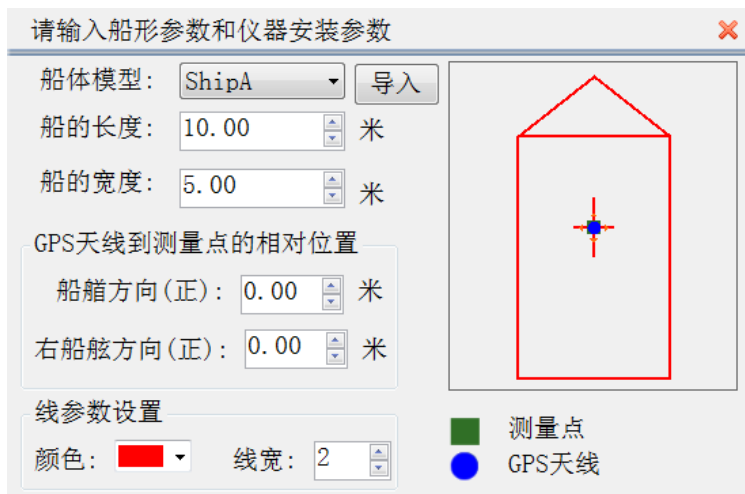 请输入船形参数和仪器安装参数
船体模型: ShipA 导入
船的长度: 10.00 米
船的宽度: 5.00 米
GPS天线到测量点的相对位置
船艏方向(正): 0.00 米
右船舷方向(正): 0.00 米
线参数设置
颜色: 线宽: 2
测量点
GPS天线